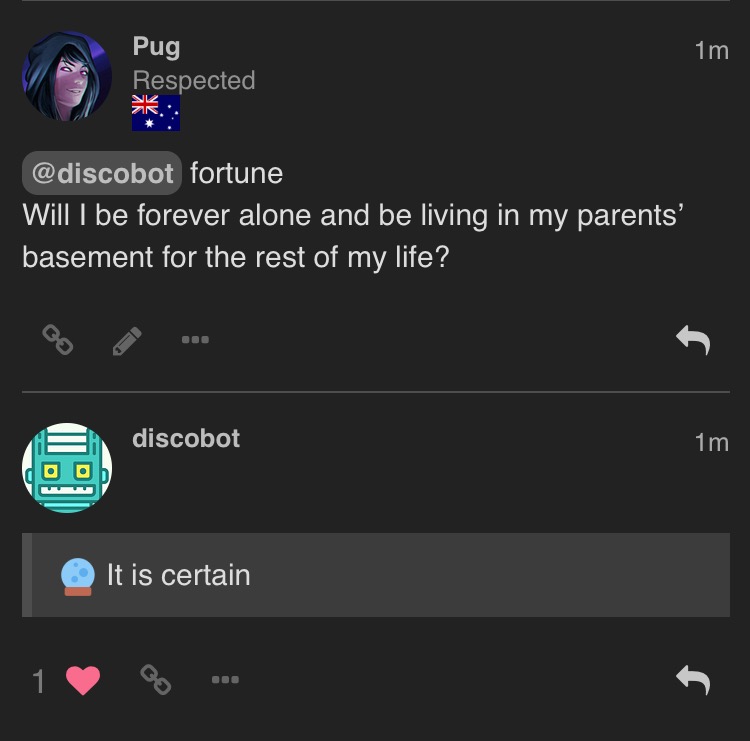 Pug
1m
Respected
@discobot fortune
Will I be forever alone and be living in my parents’
basement for the rest of my life?
discobot
1m
It is certain
1